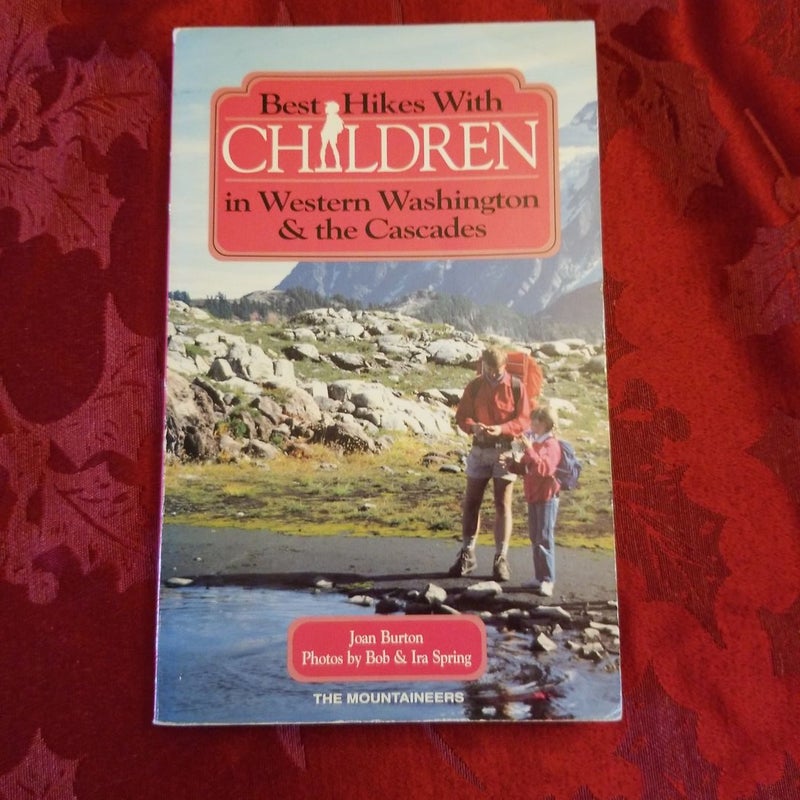 Best Hikes With
CHILDREN
in Western Washington
& the Cascades
Joan Burton
Photos by Bob & Ira Spring
THE MOUNTAINEERS